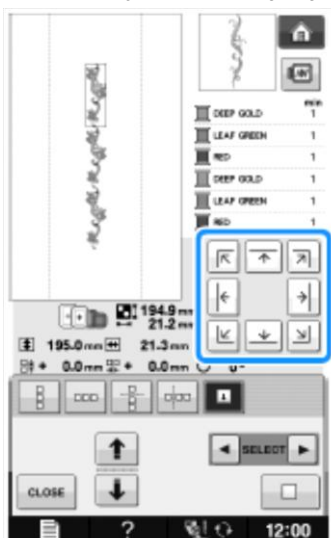 min
DEEP GOLD 1
LEAF GREEN 1
RED 1
DEEP GOLD 1
LEAF GREEN 1
RED 1
194.9 mm
21.2 mm
195.0 mm 21.3 mm
+ 0.0 mm + 0.0 mm 0°
SELECT
CLOSE
? 12:00